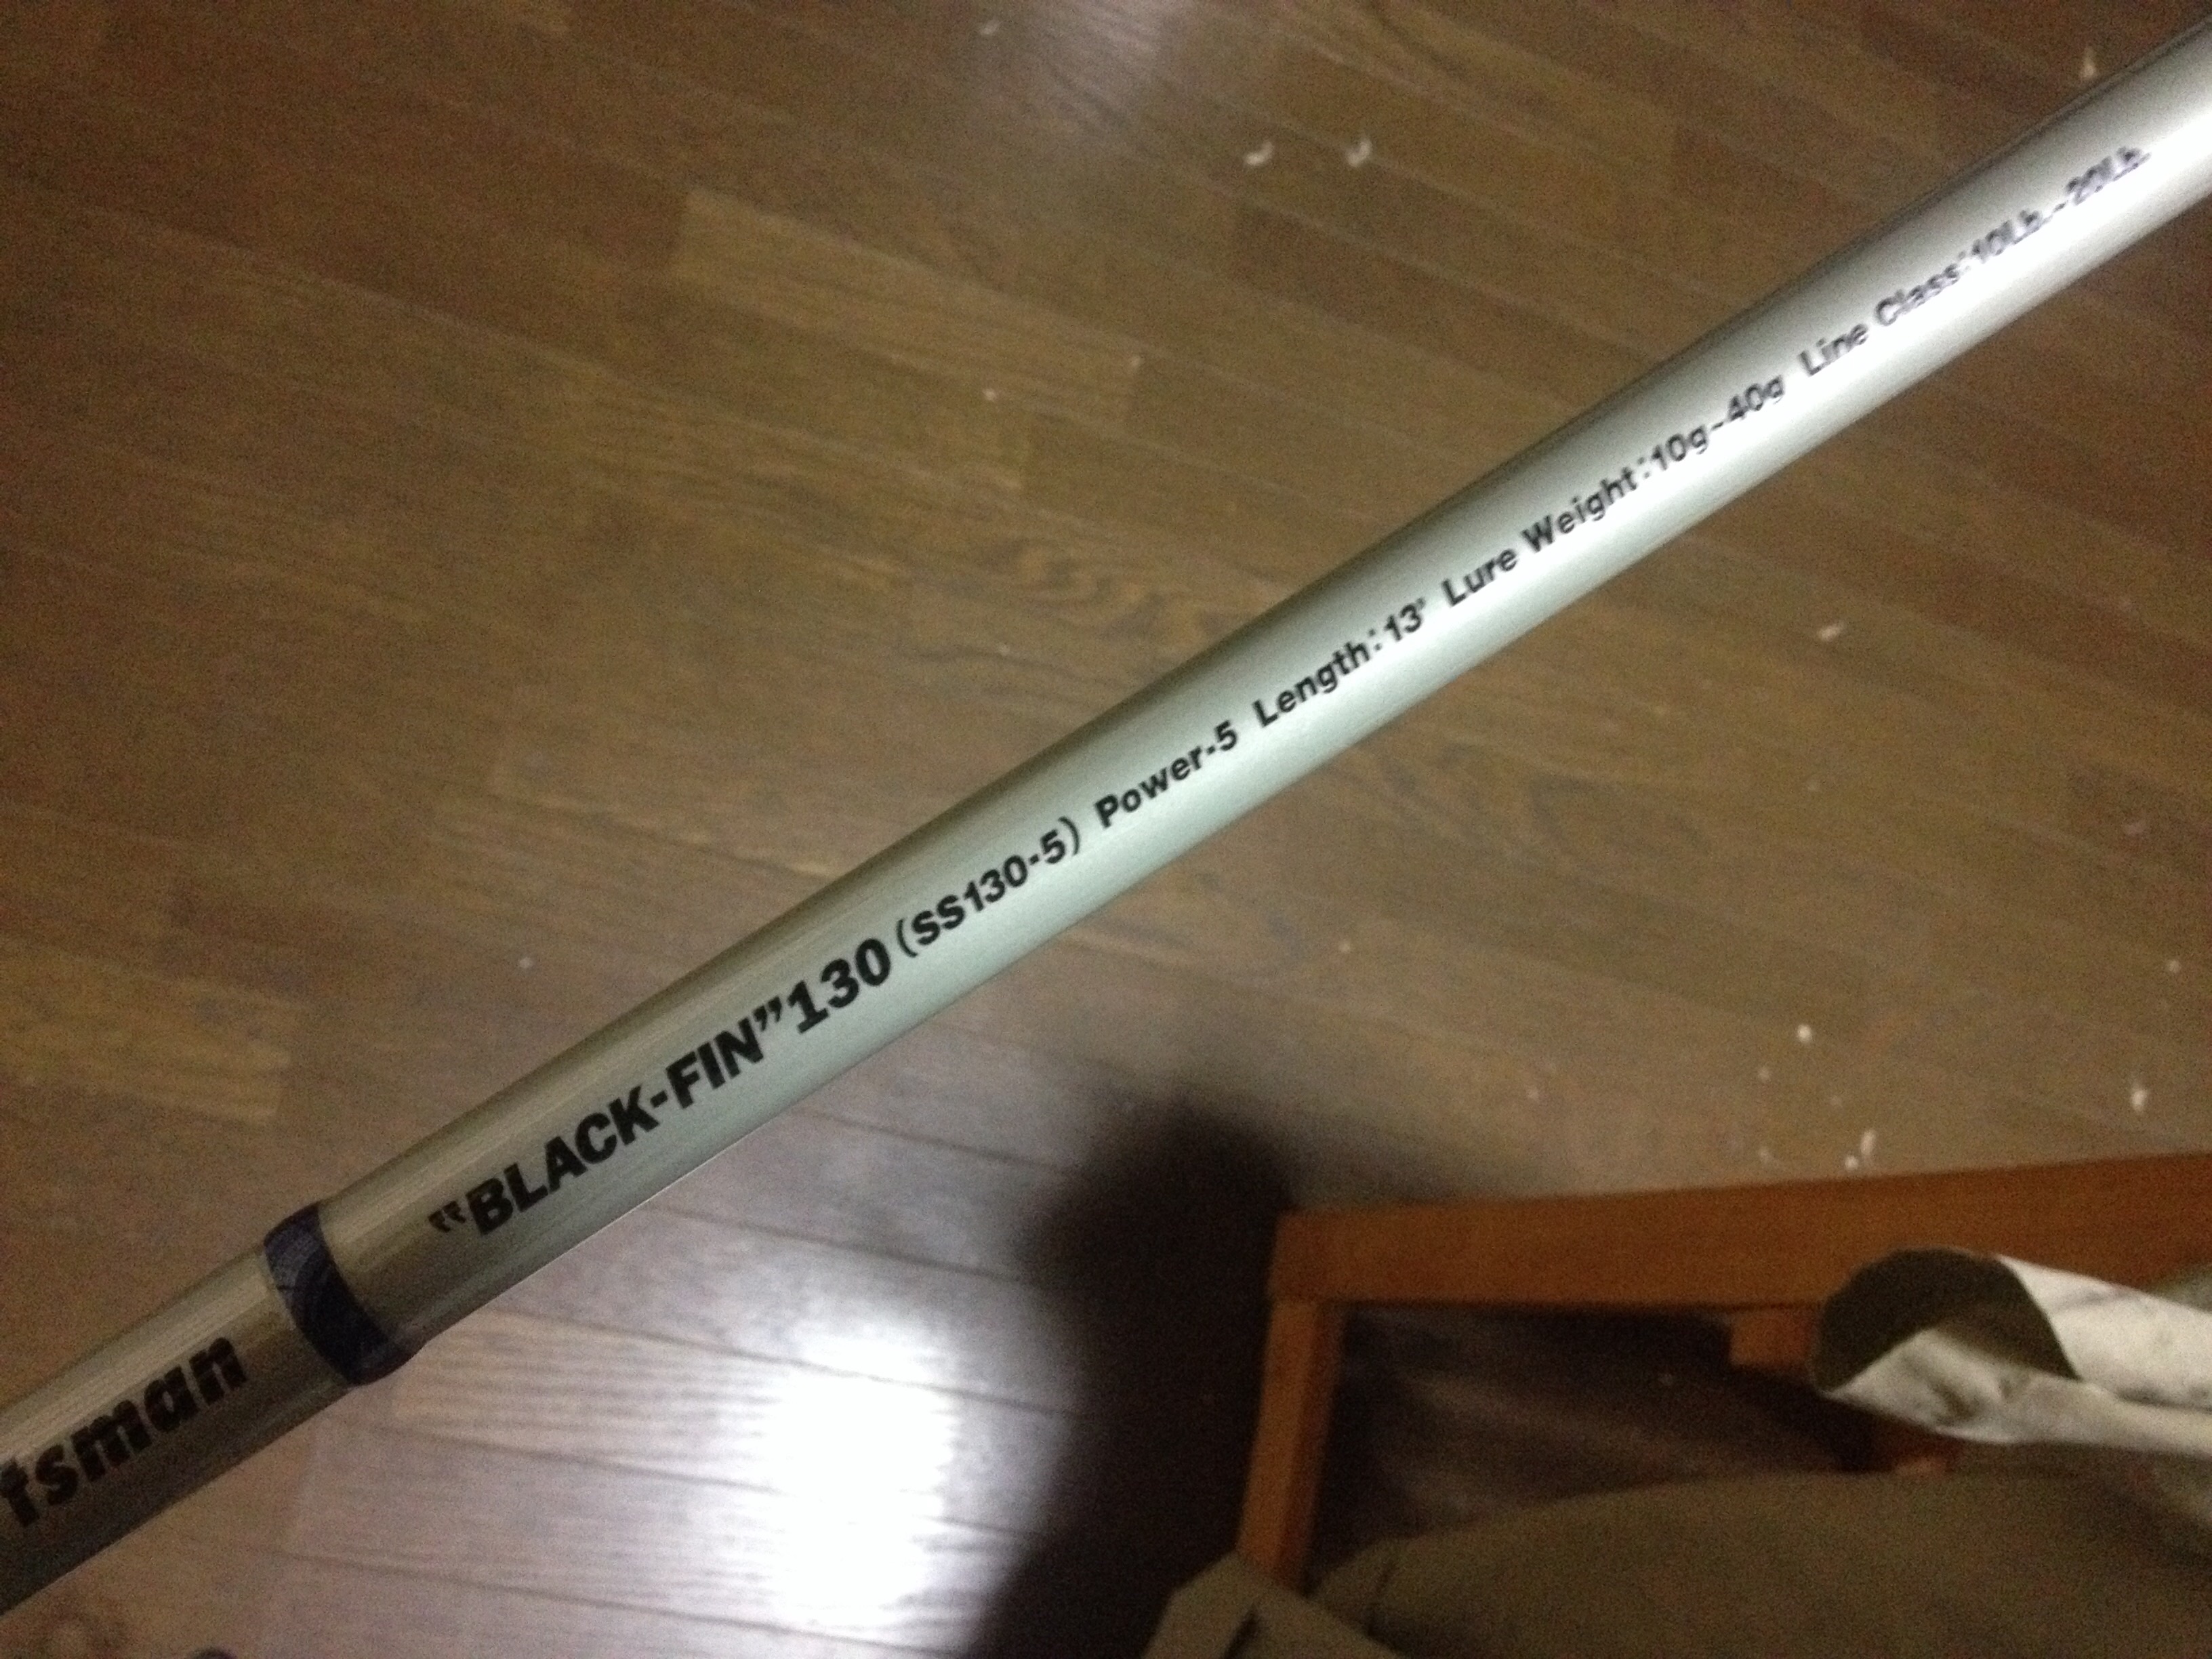 tsman
"BLACK-FIN"130 (SS130-5) Power-5 Length:13' Lure Weight:10g~40g Line Class:10Lb.~20Lb.